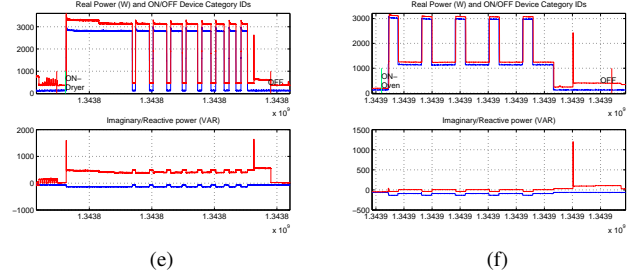 Real Power (W) and ON/OFF Device Category IDs
3000
2000
1000
0
ON−
Dryer
OFF
1.3438 1.3438 1.3438 1.3438
x 10^9
Imaginary/Reactive power (VAR)
2000
1000
0
−1000
1.3438 1.3438 1.3438 1.3438
x 10^9
(e)
Real Power (W) and ON/OFF Device Category IDs
3000
2000
1000
0
ON−
Oven
OFF
1.3439 1.3439 1.3439 1.3439 1.3439 1.3439 1.3439 1.3439 1.3439
x 10^9
Imaginary/Reactive power (VAR)
1500
1000
500
0
−500
1.3439 1.3439 1.3439 1.3439 1.3439 1.3439 1.3439 1.3439 1.3439
x 10^9
(f)